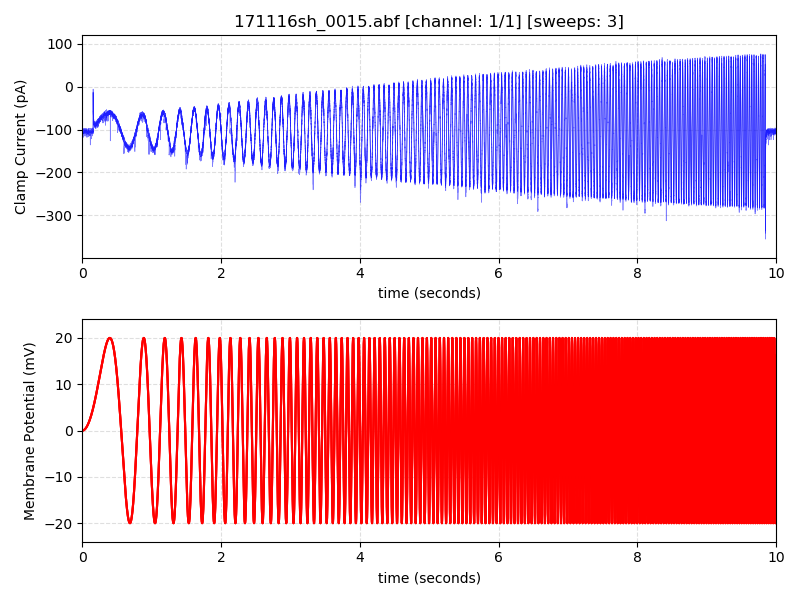 171116sh_0015.abf [channel: 1/1] [sweeps: 3]
Clamp Current (pA)
100
0
−100
−200
−300
0 2 4 6 8 10
time (seconds)
Membrane Potential (mV)
20
10
0
−10
−20
0 2 4 6 8 10
time (seconds)